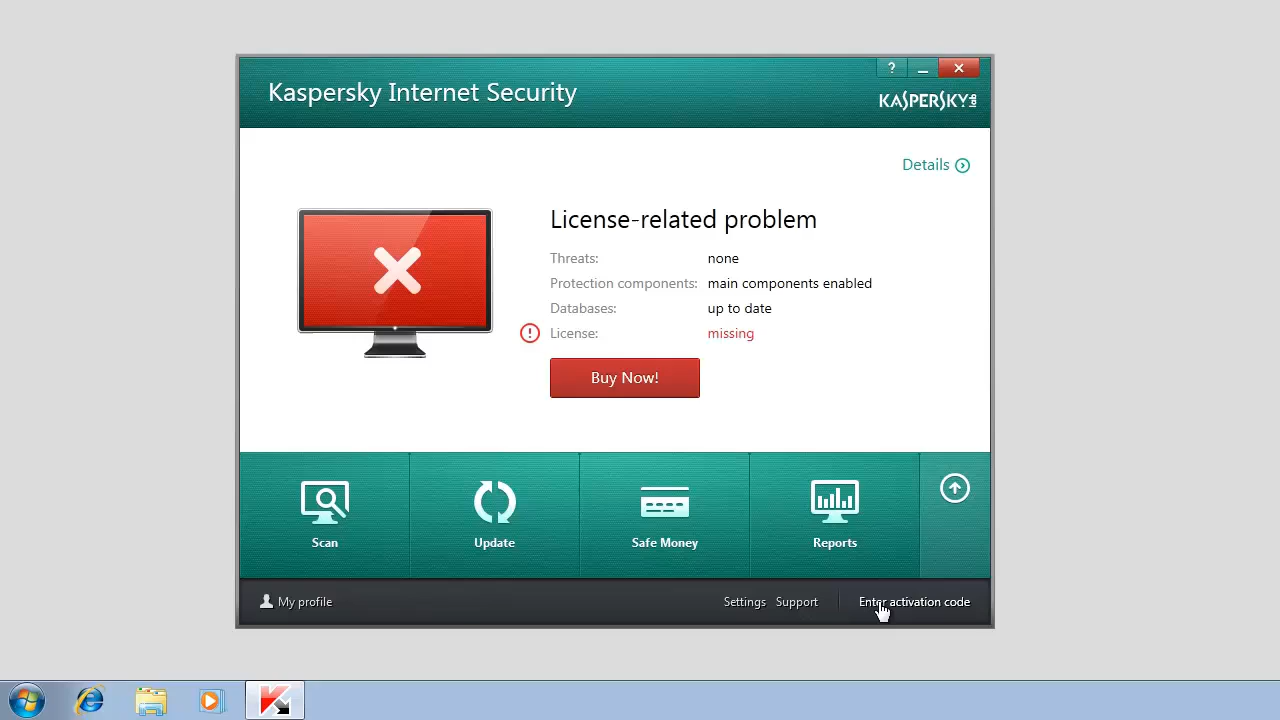 Kaspersky Internet Security
?
KASPERSKY lab
Details
License-related problem
Threats: none
Protection components: main components enabled
Databases: up to date
License: missing
Buy Now!
Scan Update Safe Money Reports
My profile Settings Support Enter activation code